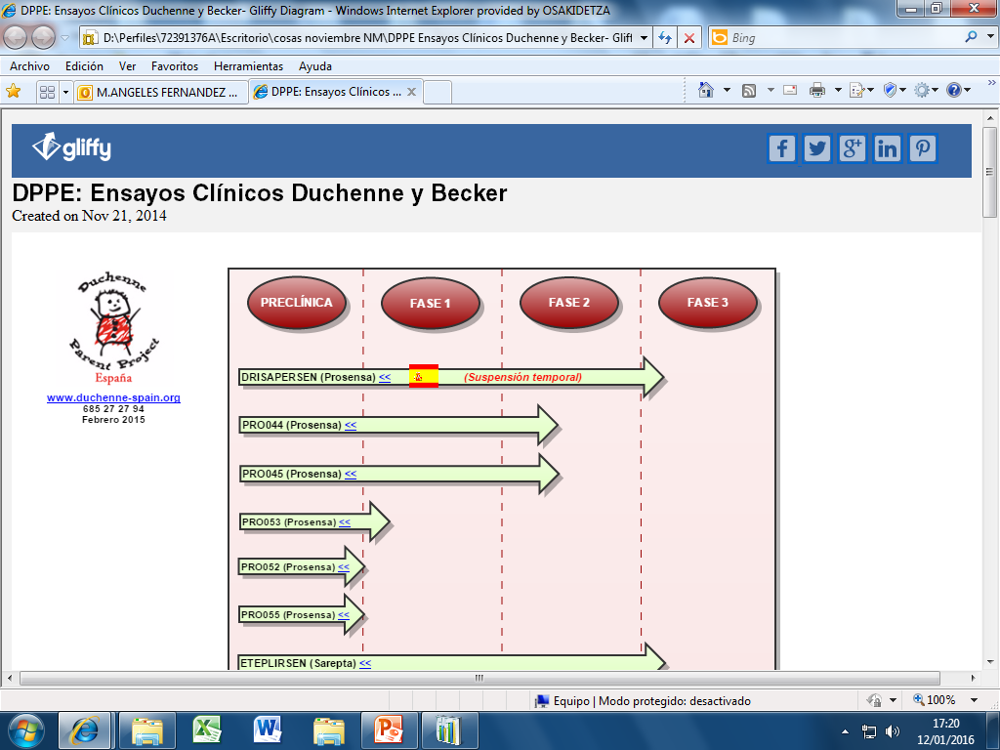 DPPE: Ensayos Clínicos Duchenne y Becker- Gliffy Diagram - Windows Internet Explorer provided by OSAKIDETZA
D:\Perfiles\72391376A\Escritorio\cosas noviembre NM\DPPE Ensayos Clínicos Duchenne y Becker- Glif
Bing
Archivo Edición Ver Favoritos Herramientas Ayuda
M.ANGELES FERNANDEZ ...
DPPE: Ensayos Clínicos ...
gliffy
DPPE: Ensayos Clínicos Duchenne y Becker
Created on Nov 21, 2014
Duchenne
Parent Project
España
www.duchenne-spain.org
685 27 27 94
Febrero 2015
PRECLÍNICA FASE 1 FASE 2 FASE 3
DRISAPERSEN (Prosensa) << (Suspensión temporal)
PRO044 (Prosensa) <<
PRO045 (Prosensa) <<
PRO053 (Prosensa) <<
PRO052 (Prosensa) <<
PRO055 (Prosensa) <<
ETEPLIRSEN (Sarepta) <<
Equipo | Modo protegido: desactivado
100%
17:20
12/01/2016